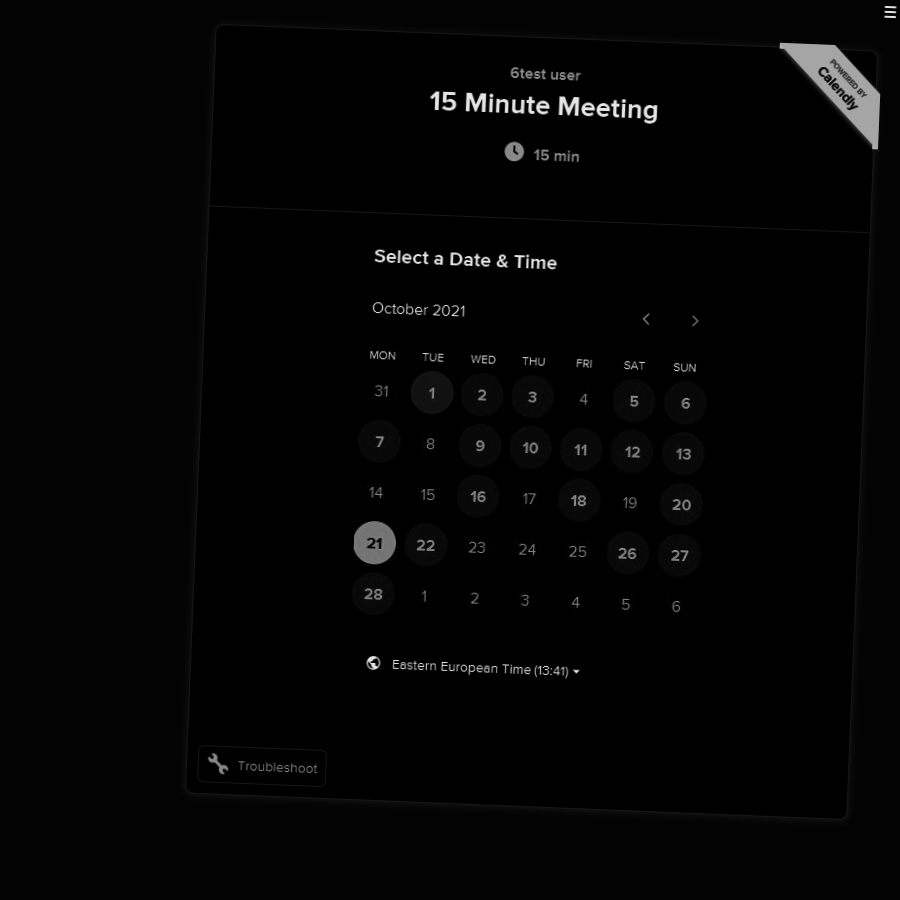 POWERED BY
Calendly
6test user
15 Minute Meeting
15 min
Select a Date & Time
October 2021
MON TUE WED THU FRI SAT SUN
31 1 2 3 4 5 6
7 8 9 10 11 12 13
14 15 16 17 18 19 20
21 22 23 24 25 26 27
28 1 2 3 4 5 6
Eastern European Time (13:41)
Troubleshoot